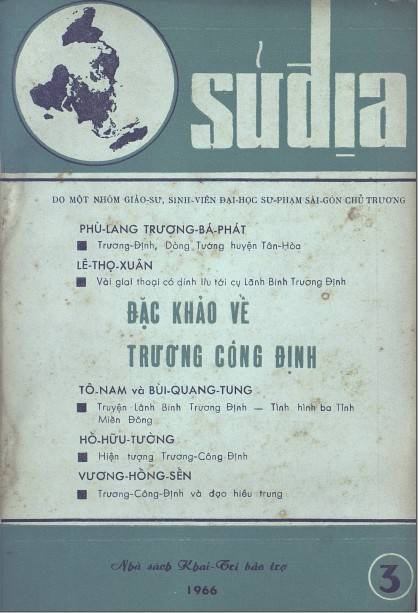 sử địa
DO MỘT NHÓM GIÁO-SƯ, SINH-VIÊN ĐẠI-HỌC SƯ-PHẠM SÀI-GÒN CHỦ TRƯƠNG
PHÙ-LANG TRƯƠNG-BÁ-PHÁT
Trương-Định, Dòng Tướng huyện Tân-Hòa
LÊ-THỌ-XUÂN
Vài giai thoại có dính líu tới cụ Lãnh Binh Trương Định
ĐẶC KHẢO VỀ
TRƯƠNG CÔNG ĐỊNH
TÔ-NAM và BÙI-QUANG-TUNG
Truyện Lãnh Binh Trương Định — Tình hình ba Tỉnh
Miền Đông
HỒ-HỮU-TƯỜNG
Hiện tượng Trương-Công-Định
VƯƠNG-HỒNG-SỂN
Trương-Công-Định và đạo hiếu trung
Nhà sách Khai-Trí bảo trợ
1966
3